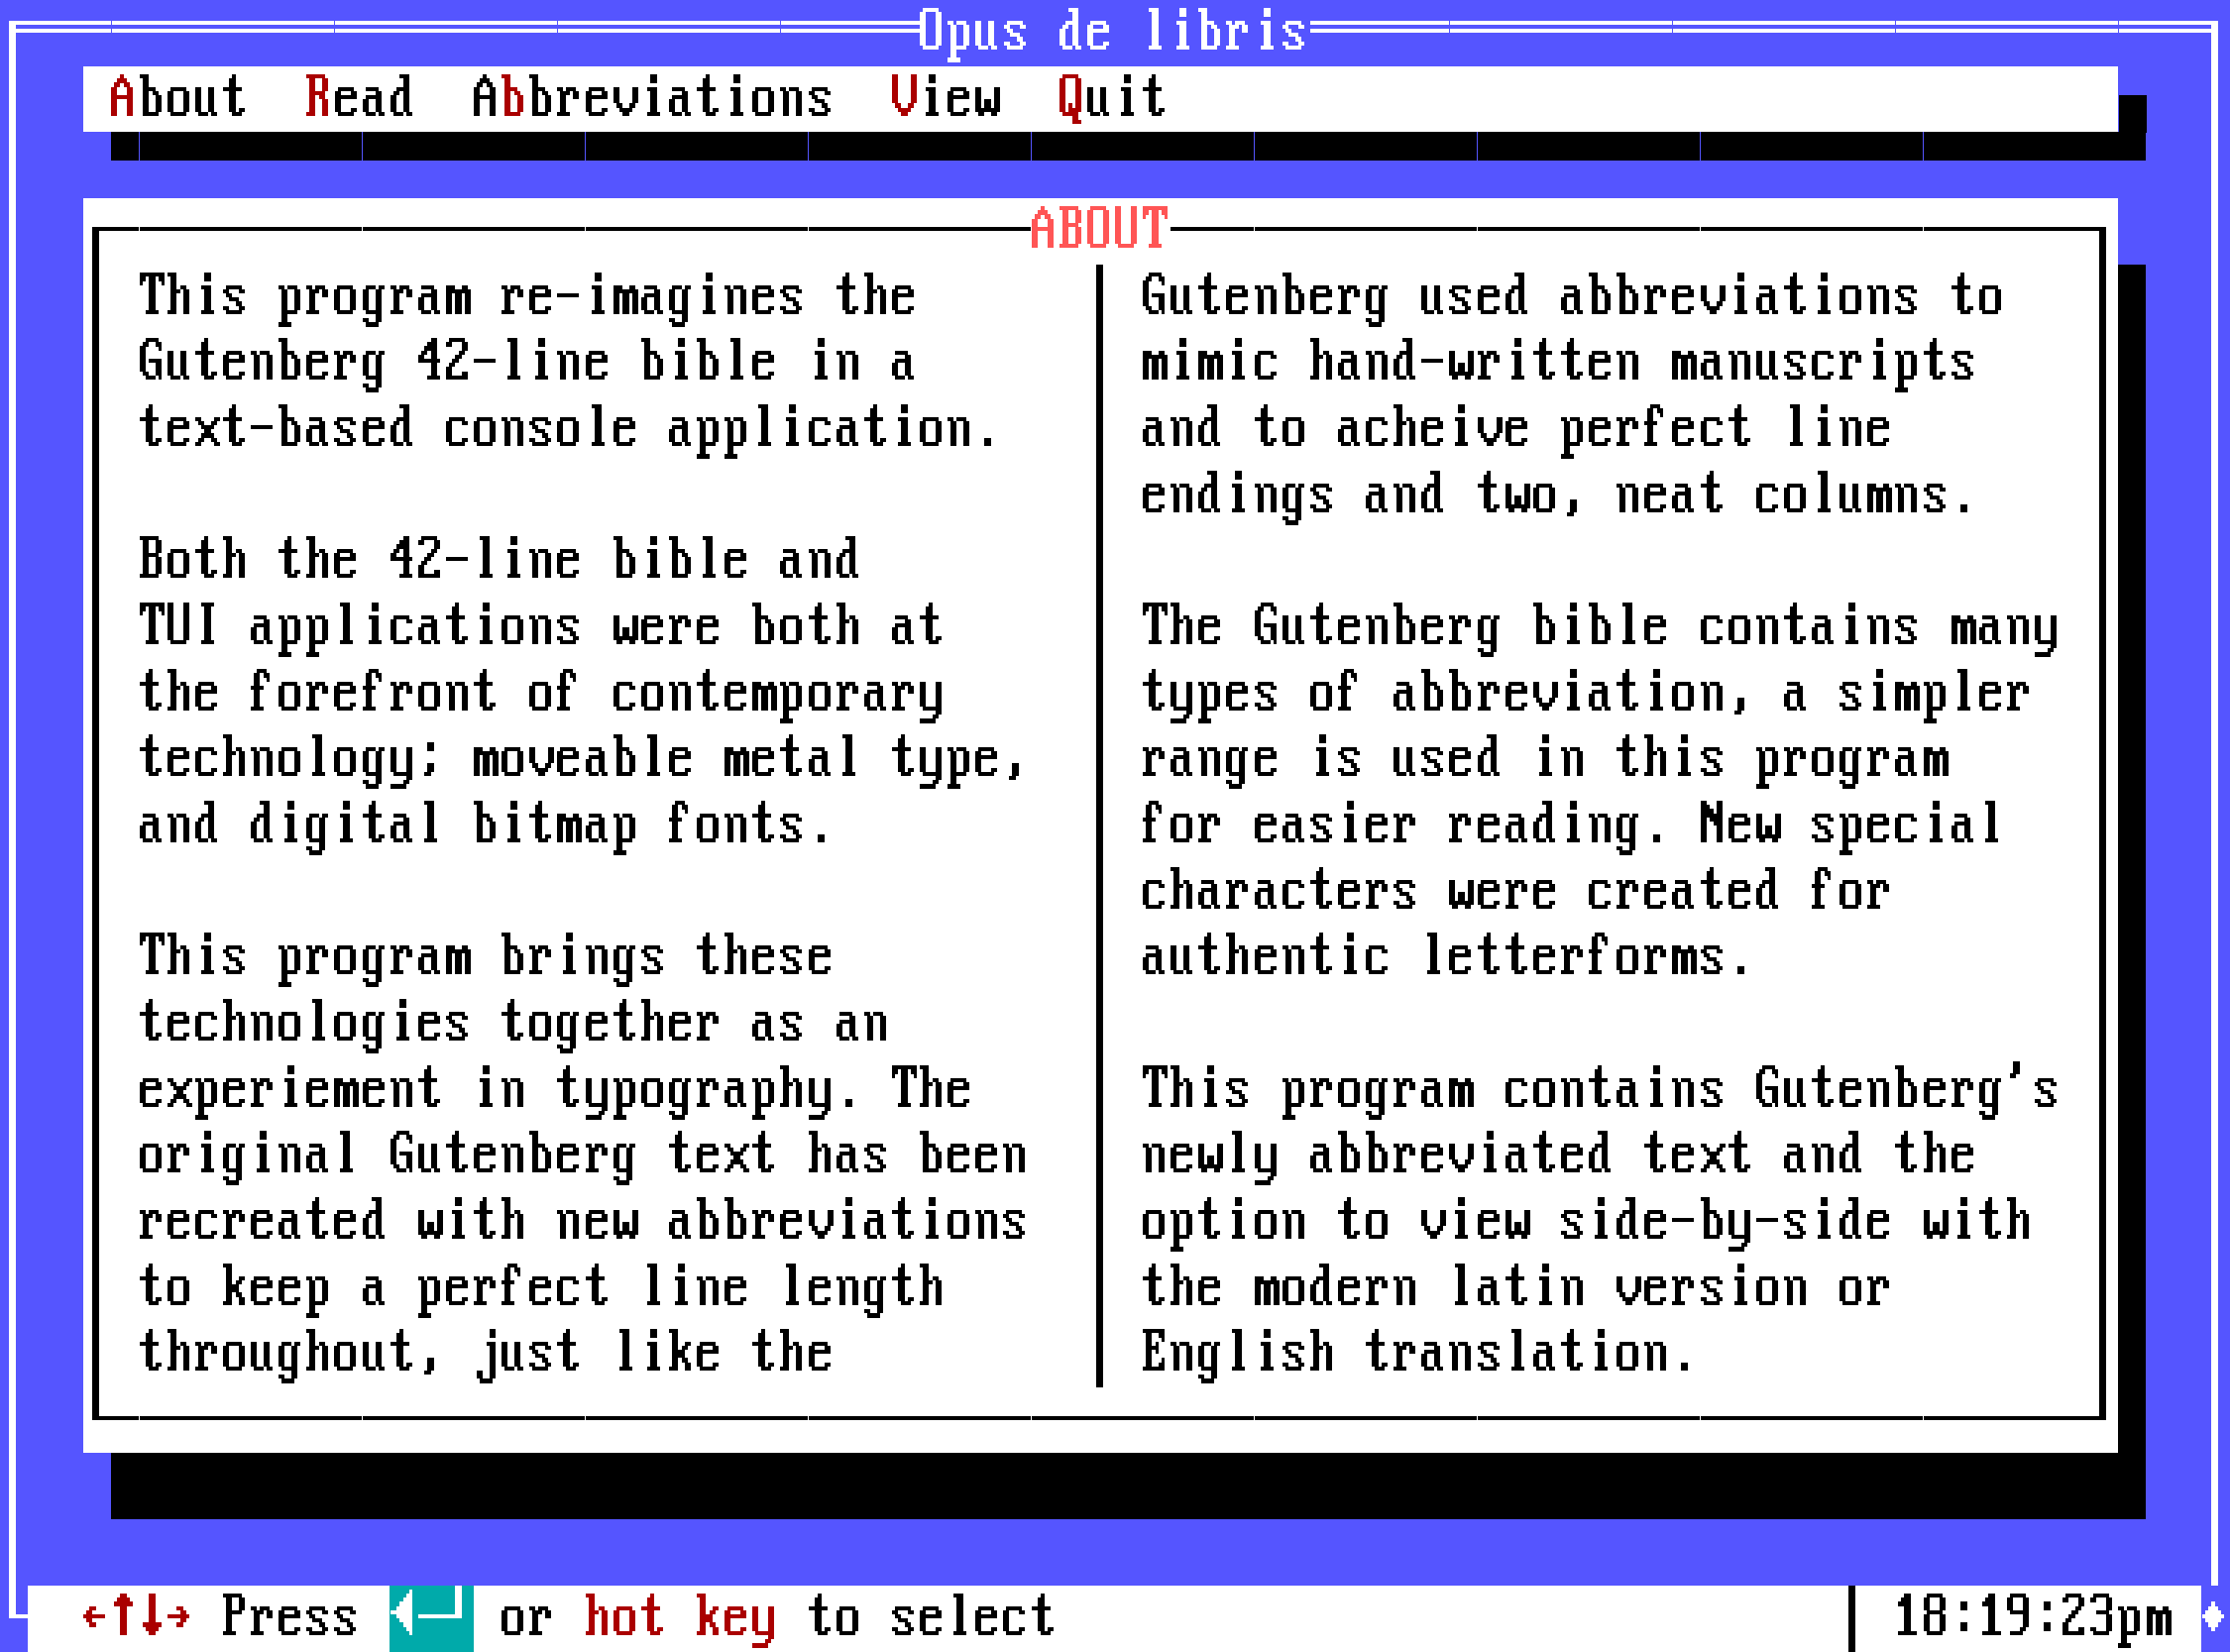 Opus de libris
About Read Abbreviations View Quit
ABOUT
This program re-imagines the
Gutenberg 42-line bible in a
text-based console application.
Both the 42-line bible and
TUI applications were both at
the forefront of contemporary
technology; moveable metal type,
and digital bitmap fonts.
This program brings these
technologies together as an
experiement in typography. The
original Gutenberg text has been
recreated with new abbreviations
to keep a perfect line length
throughout, just like the
Gutenberg used abbreviations to
mimic hand-written manuscripts
and to acheive perfect line
endings and two, neat columns.
The Gutenberg bible contains many
types of abbreviation, a simpler
range is used in this program
for easier reading. New special
characters were created for
authentic letterforms.
This program contains Gutenberg's
newly abbreviated text and the
option to view side-by-side with
the modern latin version or
English translation.
←↑↓→ Press ↵ or hot key to select
18:19:23pm